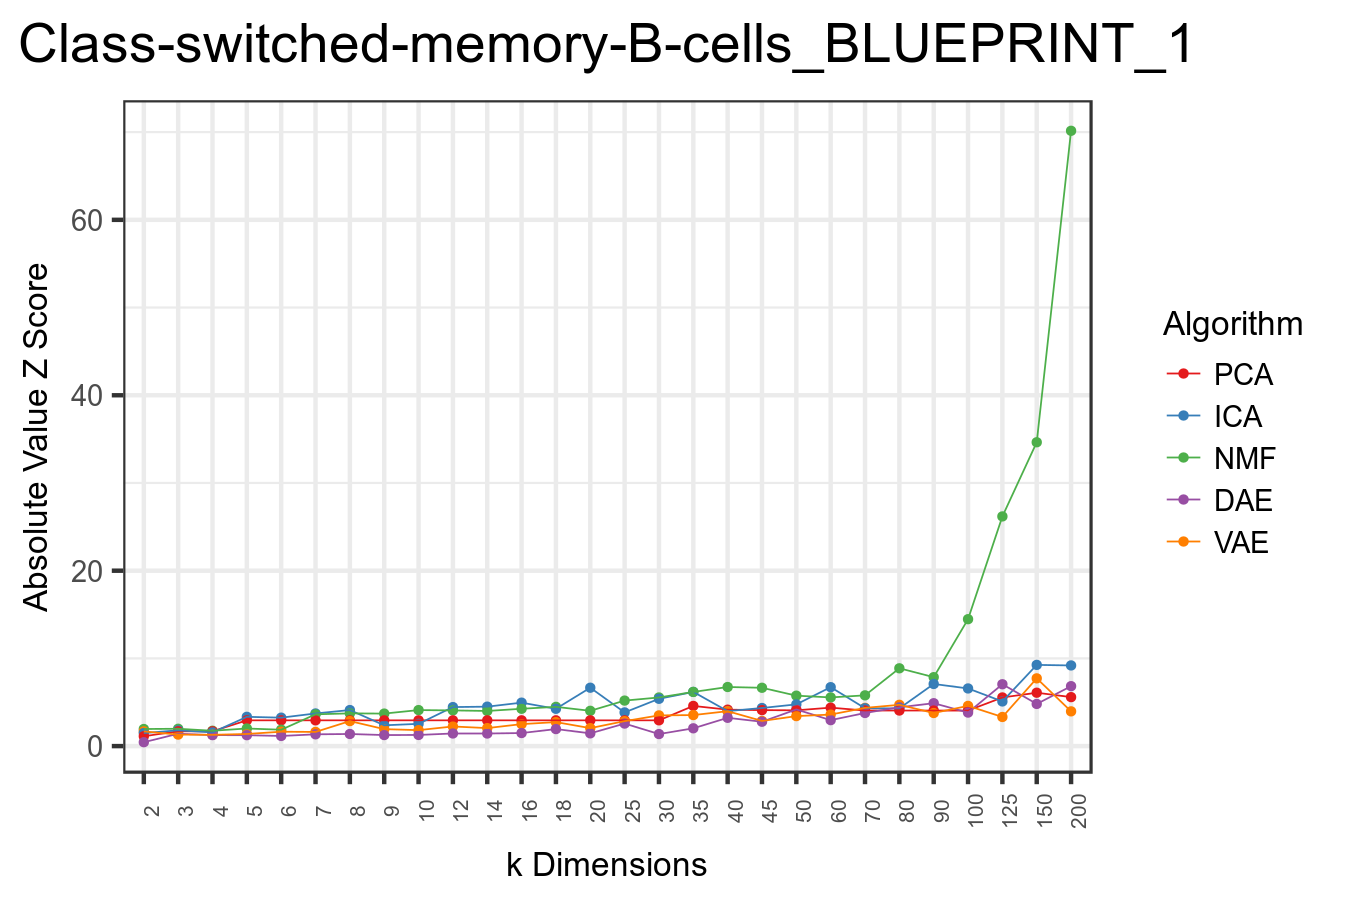 Class-switched-memory-B-cells_BLUEPRINT_1
Absolute Value Z Score
60
40
20
0
2 3 4 5 6 7 8 9 10 12 14 16 18 20 25 30 35 40 45 50 60 70 80 90 100 125 150 200
k Dimensions
Algorithm
PCA
ICA
NMF
DAE
VAE